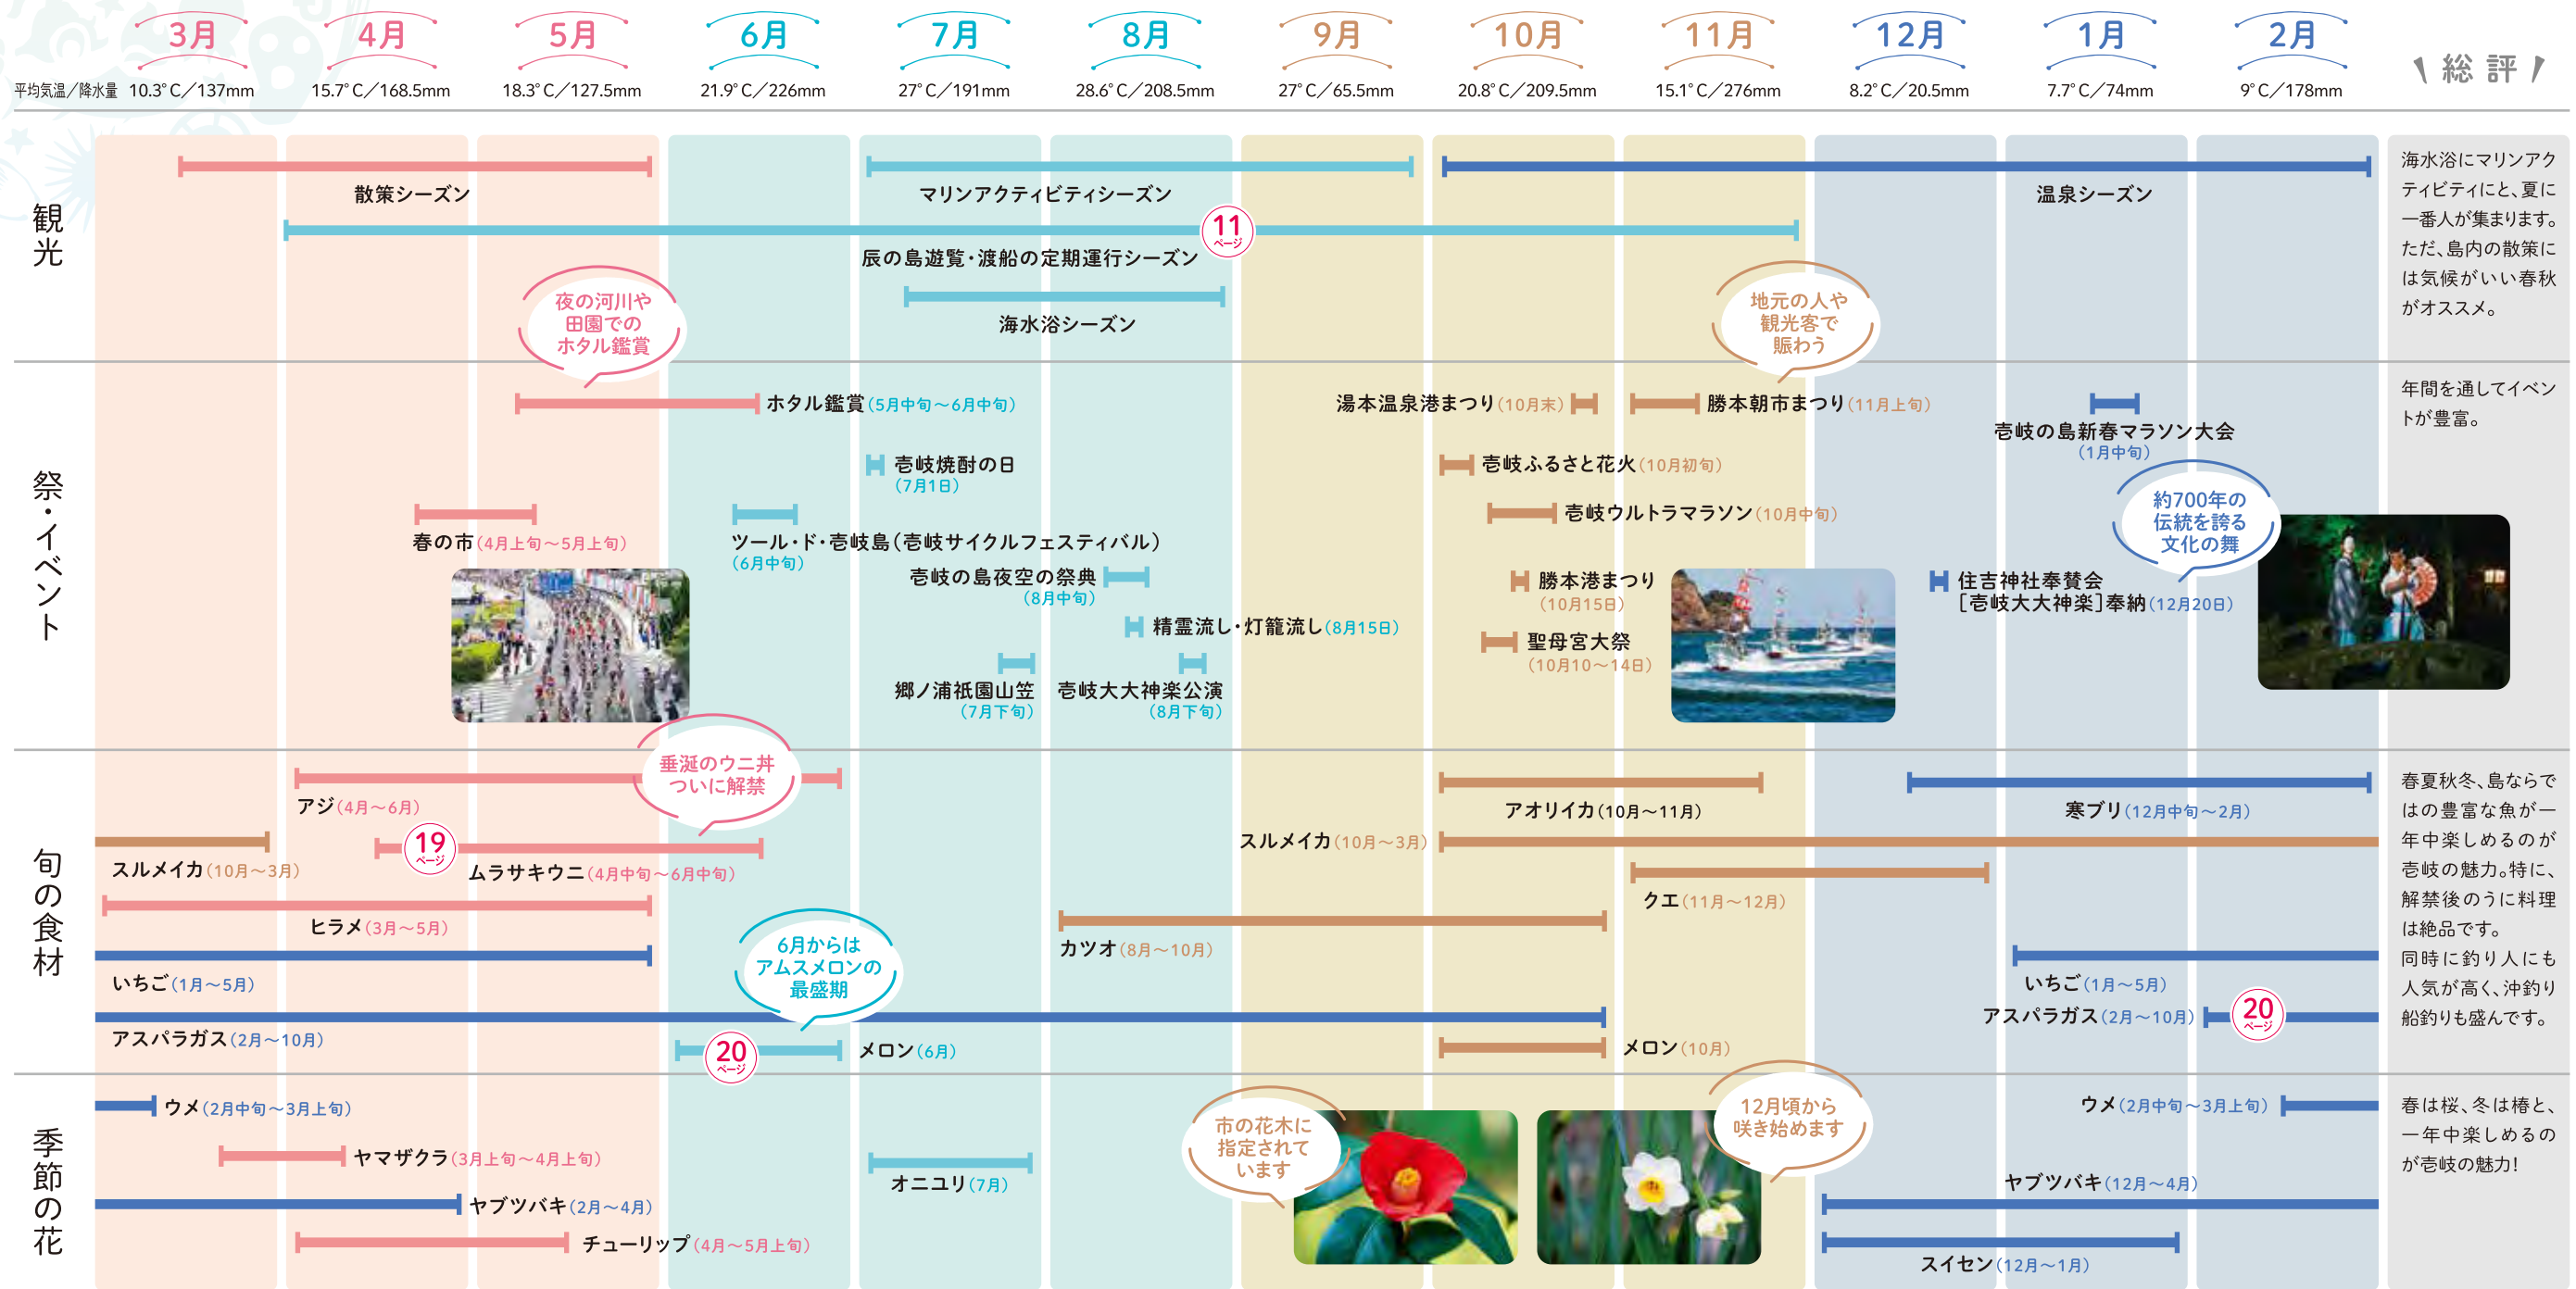 3月
4月
5月
6月
7月
8月
9月
10月
11月
12月
1月
2月
総評
平均気温／降水量
10.3°C／137mm
15.7°C／168.5mm
18.3°C／127.5mm
21.9°C／226mm
27°C／191mm
28.6°C／208.5mm
27°C／65.5mm
20.8°C／209.5mm
15.1°C／276mm
8.2°C／20.5mm
7.7°C／74mm
9°C／178mm
観光
散策シーズン
マリンアクティビティシーズン
温泉シーズン
11
ページ
辰の島遊覧・渡船の定期運行シーズン
海水浴シーズン
海水浴にマリンアク
ティビティにと、夏に
一番人が集まります。
ただ、島内の散策に
は気候がいい春秋
がオススメ。
祭・イベント
夜の河川や
田園での
ホタル鑑賞
ホタル鑑賞（5月中旬〜6月中旬）
湯本温泉港まつり（10月末）
地元の人や
観光客で
賑わう
勝本朝市まつり（11月上旬）
壱岐の島新春マラソン大会
（1月中旬）
壱岐焼酎の日
（7月1日）
壱岐ふるさと花火（10月初旬）
春の市（4月上旬〜5月上旬）
ツール・ド・壱岐島（壱岐サイクルフェスティバル）
（6月中旬）
壱岐ウルトラマラソン（10月中旬）
壱岐の島夜空の祭典
（8月中旬）
勝本港まつり
（10月15日）
約700年の
伝統を誇る
文化の舞
住吉神社奉賛会
［壱岐大大神楽］奉納（12月20日）
精霊流し・灯籠流し（8月15日）
聖母宮大祭
（10月10〜14日）
郷ノ浦祇園山笠
（7月下旬）
壱岐大大神楽公演
（8月下旬）
年間を通してイベン
トが豊富。
旬の食材
垂涎のウニ丼
ついに解禁
アジ（4月〜6月）
アオリイカ（10月〜11月）
寒ブリ（12月中旬〜2月）
スルメイカ（10月〜3月）
19
ページ
ムラサキウニ（4月中旬〜6月中旬）
スルメイカ（10月〜3月）
クエ（11月〜12月）
ヒラメ（3月〜5月）
カツオ（8月〜10月）
6月からは
アムスメロンの
最盛期
いちご（1月〜5月）
いちご（1月〜5月）
アスパラガス（2月〜10月）
アスパラガス（2月〜10月）
20
ページ
20
ページ
メロン（6月）
メロン（10月）
春夏秋冬、島ならで
はの豊富な魚が一
年中楽しめるのが
壱岐の魅力。特に、
解禁後のうに料理
は絶品です。
同時に釣り人にも
人気が高く、沖釣り
船釣りも盛んです。
季節の花
ウメ（2月中旬〜3月上旬）
ウメ（2月中旬〜3月上旬）
ヤマザクラ（3月上旬〜4月上旬）
オニユリ（7月）
市の花木に
指定されて
います
12月頃から
咲き始めます
ヤブツバキ（2月〜4月）
ヤブツバキ（12月〜4月）
チューリップ（4月〜5月上旬）
スイセン（12月〜1月）
春は桜、冬は椿と、
一年中楽しめるの
が壱岐の魅力！